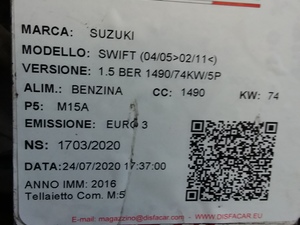 MARCA: SUZUKI
MODELLO: SWIFT (04/05>02/11<)
VERSIONE: 1.5 BER 1490/74KW/5P
ALIM.: BENZINA CC: 1490 KW: 74
P5: M15A
EMISSIONE: EURO 3
NS: 1703/2020
DATA:24/07/2020 17:37:00
ANNO IMM: 2016
Tellaietto Com. M:5
E-mail: magazzino@disfacar.com / WWW.DISFACAR.EU